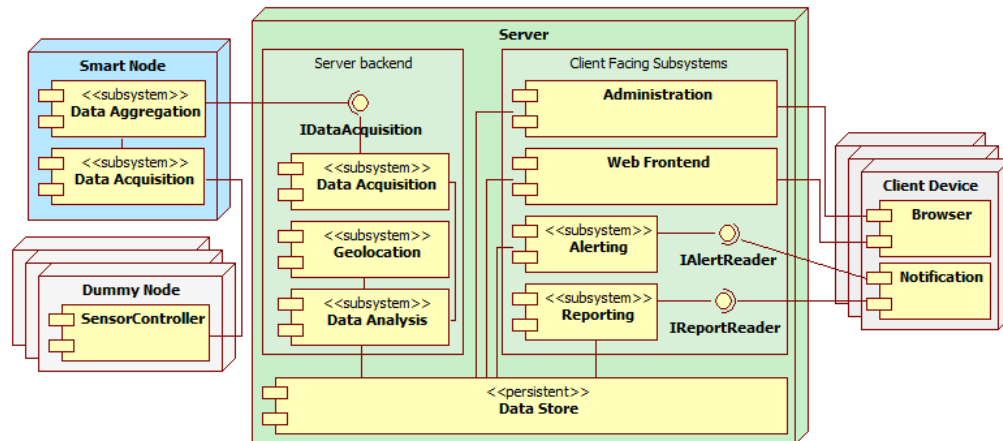 Server
Smart Node
<<subsystem>>
Data Aggregation
<<subsystem>>
Data Acquisition
Dummy Node
SensorController
Server backend
IDataAcquisition
<<subsystem>>
Data Acquisition
<<subsystem>>
Geolocation
<<subsystem>>
Data Analysis
Client Facing Subsystems
Administration
Web Frontend
<<subsystem>>
Alerting
IAlertReader
<<subsystem>>
Reporting
IReportReader
<<persistent>>
Data Store
Client Device
Browser
Notification